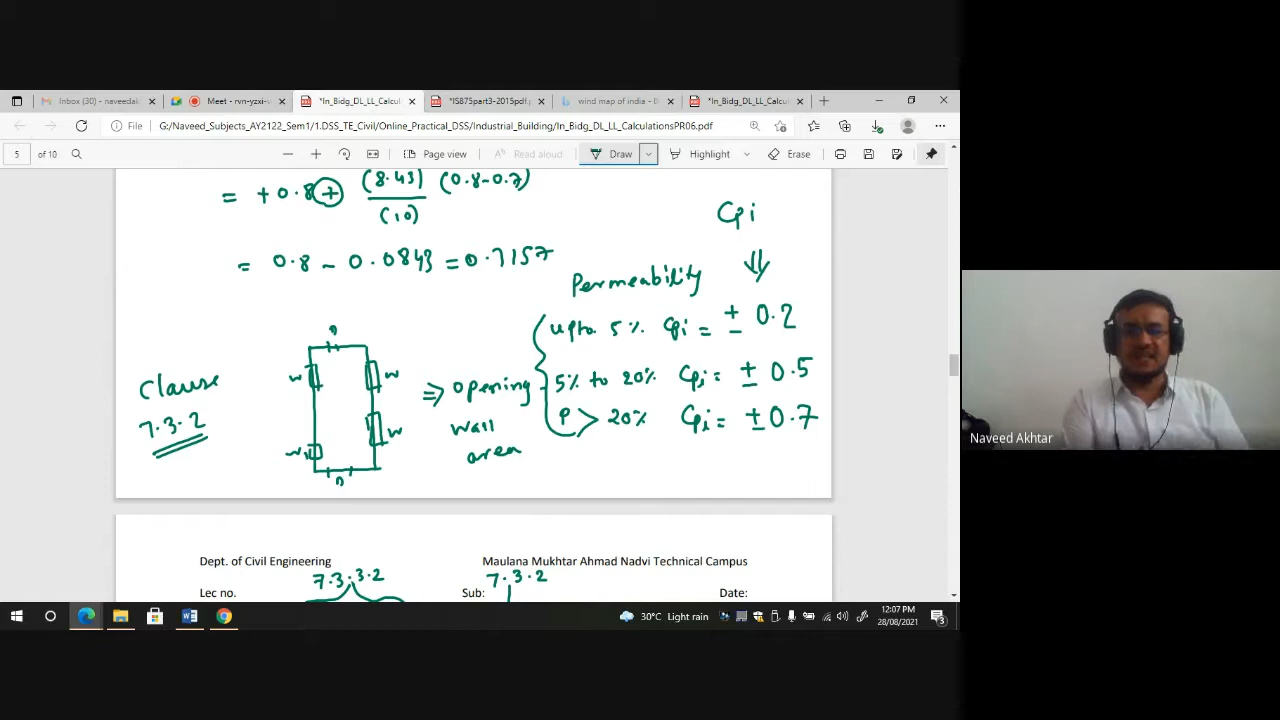 Inbox (30) - naveedak
Meet - rvn-yzxi-
*In_Bidg_DL_LL_Calcul
*IS875part3-2015pdf.p
wind map of india - B
*In_Bidg_DL_LL_Calcul
File
G:/Naveed_Subjects_AY2122_Sem1/1.DSS_TE_Civil/Online_Practical_DSS/Industrial_Building/In_Bidg_DL_LL_CalculationsPR06.pdf
5 of 10
Page view
Read aloud
Draw
Highlight
Erase
= +0.8 + (8.43)/(10) (0.8-0.7)
= 0.8 - 0.0843 = 0.7157
Cpi
Permeability
upto 5% Cpi = ± 0.2
5% to 20% Cpi = ± 0.5
P > 20% Cpi = ± 0.7
Clause
7.3.2
D
W
W
W
W
D
⇒ opening
wall
area
Dept. of Civil Engineering
Maulana Mukhtar Ahmad Nadvi Technical Campus
7.3.3.2
7.3.2
Lec no.
Sub:
Date:
30°C Light rain
12:07 PM
28/08/2021
3
Naveed Akhtar